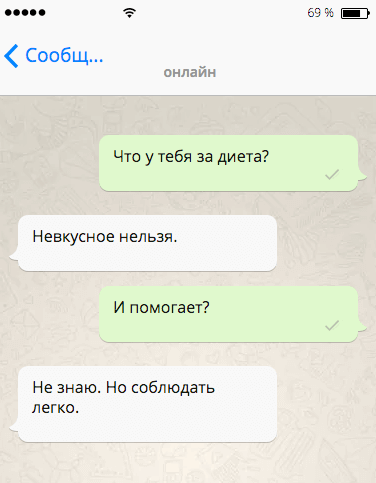 69 %
Сообщ...
онлайн
Что у тебя за диета?
Невкусное нельзя.
И помогает?
Не знаю. Но соблюдать
легко.